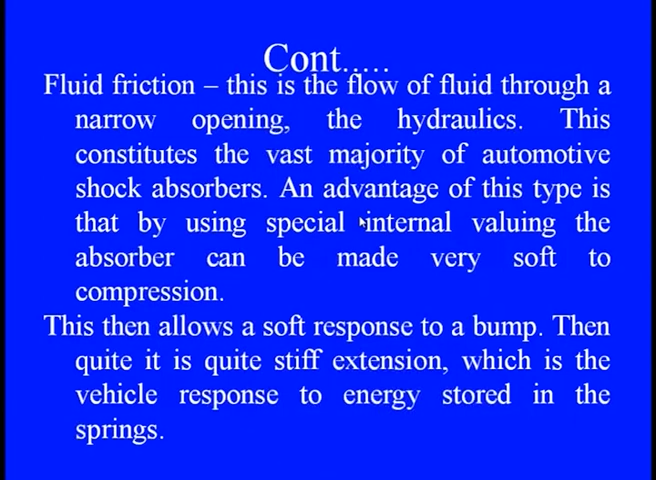 Cont.....
Fluid friction – this is the flow of fluid through a
narrow opening, the hydraulics. This
constitutes the vast majority of automotive
shock absorbers. An advantage of this type is
that by using special internal valuing the
absorber can be made very soft to
compression.
This then allows a soft response to a bump. Then
quite it is quite stiff extension, which is the
vehicle response to energy stored in the
springs.